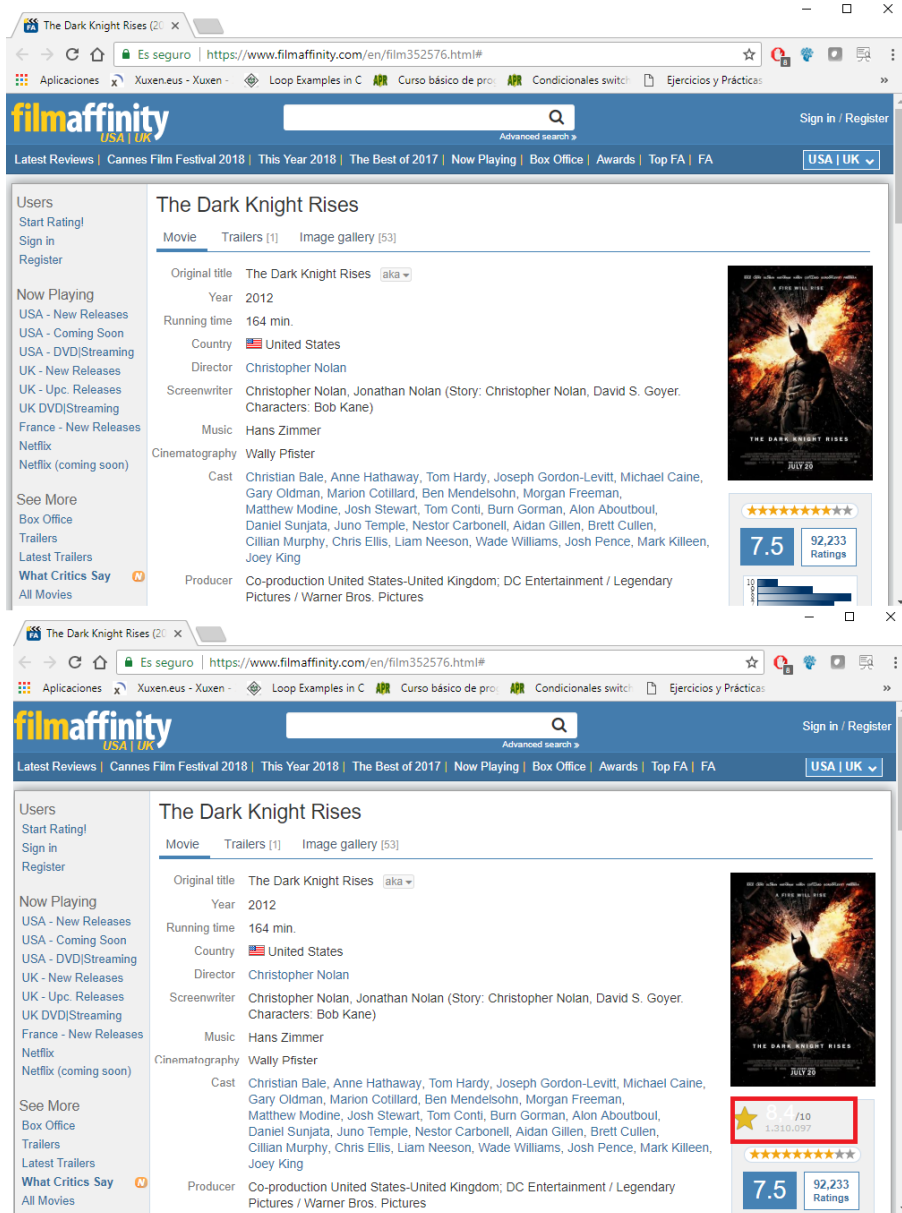 The Dark Knight Rises (20
Es seguro | https://www.filmaffinity.com/en/film352576.html#
Aplicaciones Xuxen.eus - Xuxen - Loop Examples in C APR Curso básico de pro APR Condicionales switch Ejercicios y Prácticas »
filmaffinity
USA | UK
Advanced search »
Sign in / Register
Latest Reviews | Cannes Film Festival 2018 | This Year 2018 | The Best of 2017 | Now Playing | Box Office | Awards | Top FA | FA USA | UK
Users
Start Rating!
Sign in
Register
Now Playing
USA - New Releases
USA - Coming Soon
USA - DVD|Streaming
UK - New Releases
UK - Upc. Releases
UK DVD|Streaming
France - New Releases
Netflix
Netflix (coming soon)
See More
Box Office
Trailers
Latest Trailers
What Critics Say N
All Movies
The Dark Knight Rises
Movie Trailers [1] Image gallery [53]
Original title The Dark Knight Rises aka
Year 2012
Running time 164 min.
Country United States
Director Christopher Nolan
Screenwriter Christopher Nolan, Jonathan Nolan (Story: Christopher Nolan, David S. Goyer.
Characters: Bob Kane)
Music Hans Zimmer
Cinematography Wally Pfister
Cast Christian Bale, Anne Hathaway, Tom Hardy, Joseph Gordon-Levitt, Michael Caine,
Gary Oldman, Marion Cotillard, Ben Mendelsohn, Morgan Freeman,
Matthew Modine, Josh Stewart, Tom Conti, Burn Gorman, Alon Aboutboul,
Daniel Sunjata, Juno Temple, Nestor Carbonell, Aidan Gillen, Brett Cullen,
Cillian Murphy, Chris Ellis, Liam Neeson, Wade Williams, Josh Pence, Mark Killeen,
Joey King
Producer Co-production United States-United Kingdom; DC Entertainment / Legendary
Pictures / Warner Bros. Pictures
A FIRE WILL RISE
THE DARK KNIGHT RISES
JULY 20
7.5
92,233
Ratings
10
The Dark Knight Rises (20
Es seguro | https://www.filmaffinity.com/en/film352576.html#
Aplicaciones Xuxen.eus - Xuxen - Loop Examples in C APR Curso básico de pro APR Condicionales switch Ejercicios y Prácticas »
filmaffinity
USA | UK
Advanced search »
Sign in / Register
Latest Reviews | Cannes Film Festival 2018 | This Year 2018 | The Best of 2017 | Now Playing | Box Office | Awards | Top FA | FA USA | UK
Users
Start Rating!
Sign in
Register
Now Playing
USA - New Releases
USA - Coming Soon
USA - DVD|Streaming
UK - New Releases
UK - Upc. Releases
UK DVD|Streaming
France - New Releases
Netflix
Netflix (coming soon)
See More
Box Office
Trailers
Latest Trailers
What Critics Say N
All Movies
The Dark Knight Rises
Movie Trailers [1] Image gallery [53]
Original title The Dark Knight Rises aka
Year 2012
Running time 164 min.
Country United States
Director Christopher Nolan
Screenwriter Christopher Nolan, Jonathan Nolan (Story: Christopher Nolan, David S. Goyer.
Characters: Bob Kane)
Music Hans Zimmer
Cinematography Wally Pfister
Cast Christian Bale, Anne Hathaway, Tom Hardy, Joseph Gordon-Levitt, Michael Caine,
Gary Oldman, Marion Cotillard, Ben Mendelsohn, Morgan Freeman,
Matthew Modine, Josh Stewart, Tom Conti, Burn Gorman, Alon Aboutboul,
Daniel Sunjata, Juno Temple, Nestor Carbonell, Aidan Gillen, Brett Cullen,
Cillian Murphy, Chris Ellis, Liam Neeson, Wade Williams, Josh Pence, Mark Killeen,
Joey King
Producer Co-production United States-United Kingdom; DC Entertainment / Legendary
Pictures / Warner Bros. Pictures
A FIRE WILL RISE
THE DARK KNIGHT RISES
JULY 20
8,4/10
1.310.097
7.5
92,233
Ratings